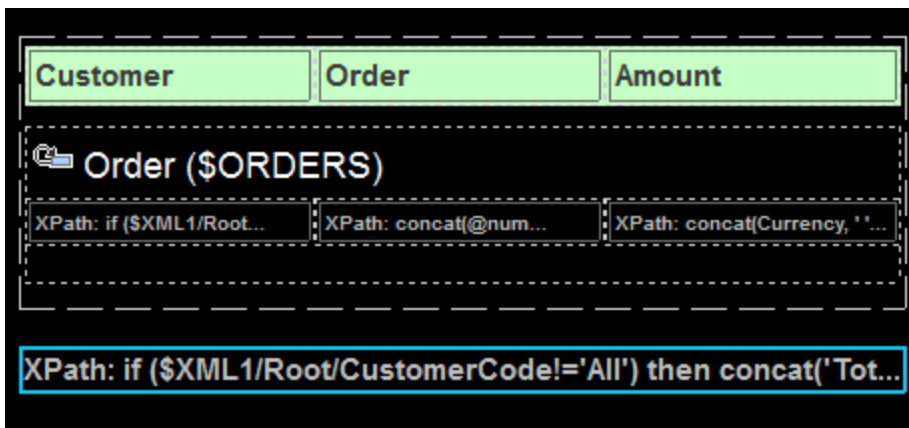 Customer Order Amount
Order ($ORDERS)
XPath: if ($XML1/Root... XPath: concat(@num... XPath: concat(Currency, ' '...
XPath: if ($XML1/Root/CustomerCode!='All') then concat('Tot...